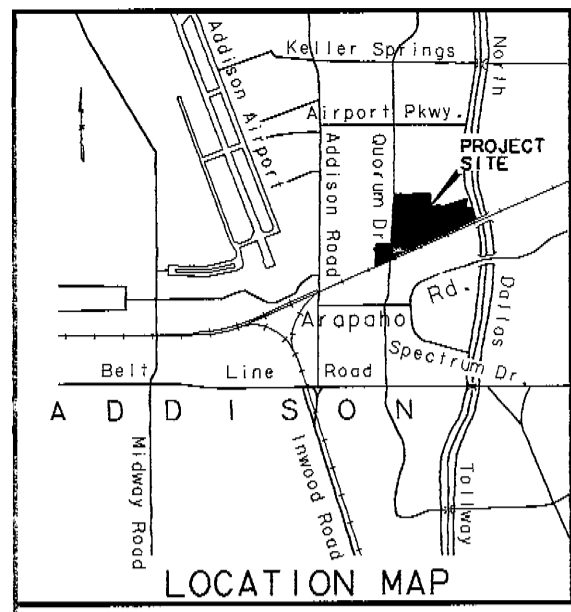 Keller Springs
North
Addison Airport
Airport Pkwy.
PROJECT
SITE
Addison Road
Quorum Dr.
Rd.
Arapaho
Dallas
Spectrum Dr.
Belt Line Road
ADDISON
Midway Road
Inwood Road
Tollway
LOCATION MAP